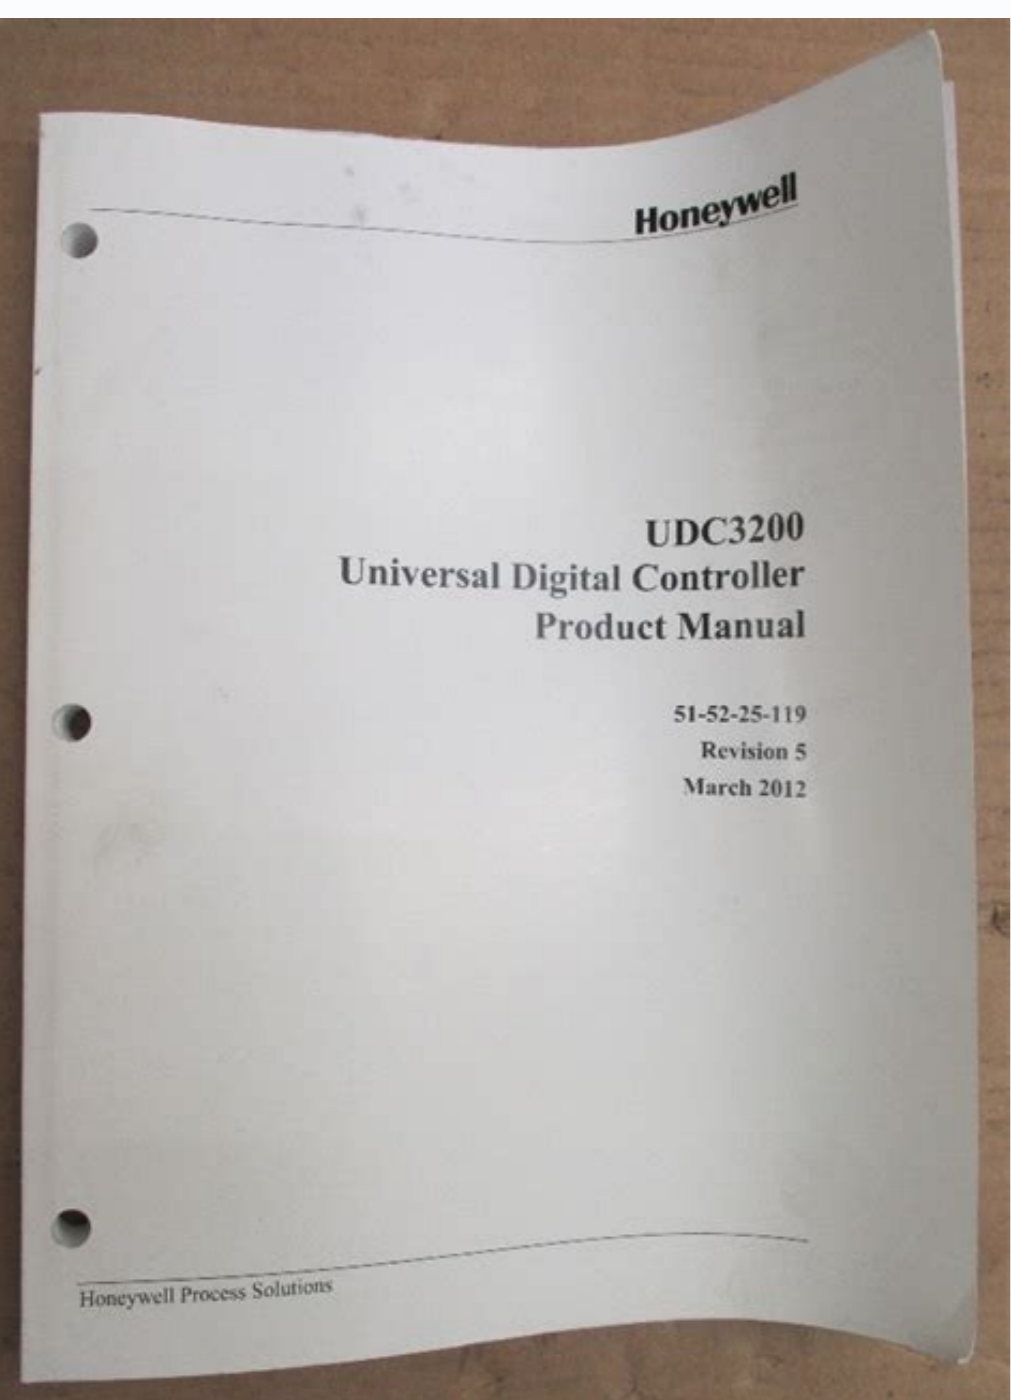 Honeywell
UDC3200
Universal Digital Controller
Product Manual
51-52-25-119
Revision 5
March 2012
Honeywell Process Solutions